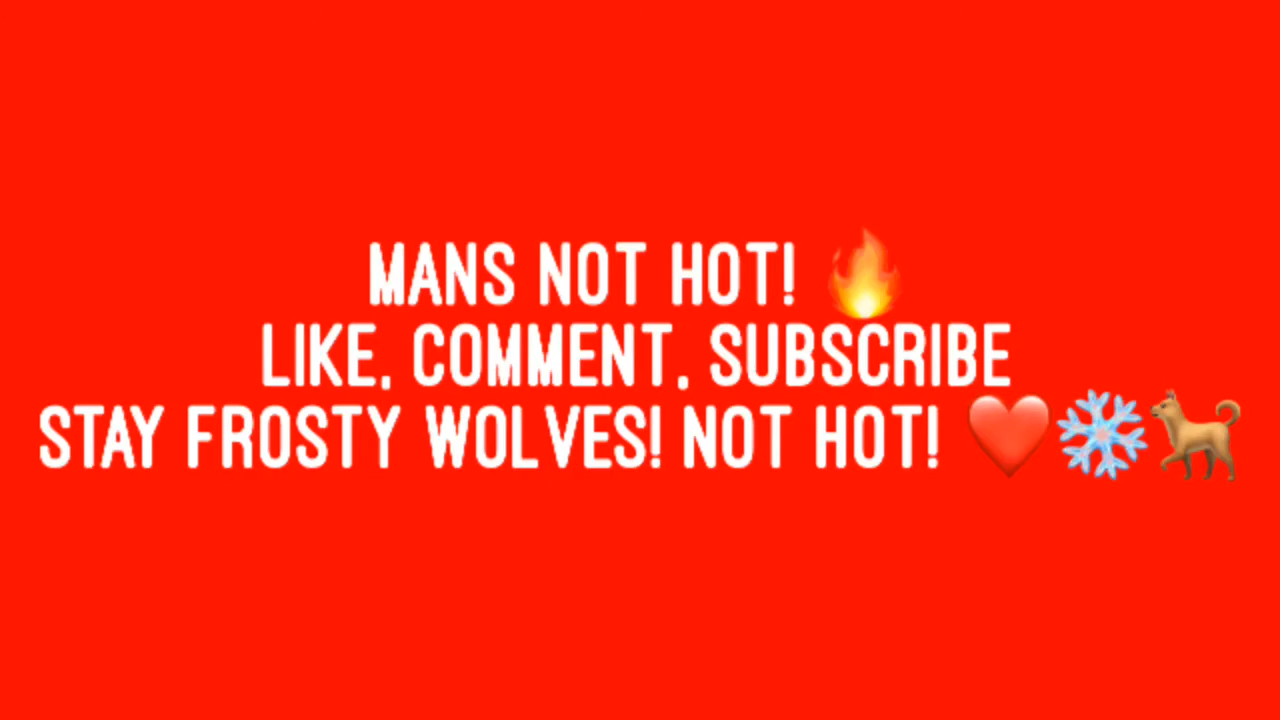 MANS NOT HOT! 🔥
LIKE, COMMENT, SUBSCRIBE
STAY FROSTY WOLVES! NOT HOT! ❤️❄️🐕